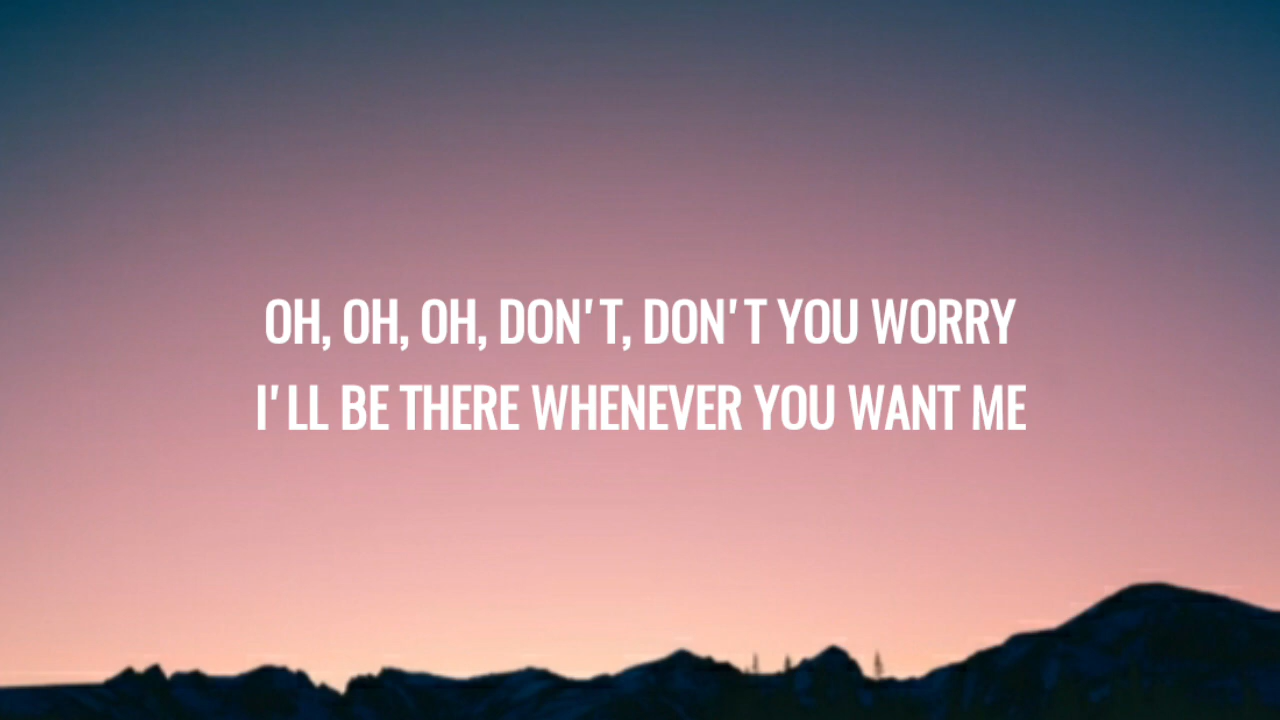 OH, OH, OH, DON'T, DON'T YOU WORRY
I'LL BE THERE WHENEVER YOU WANT ME